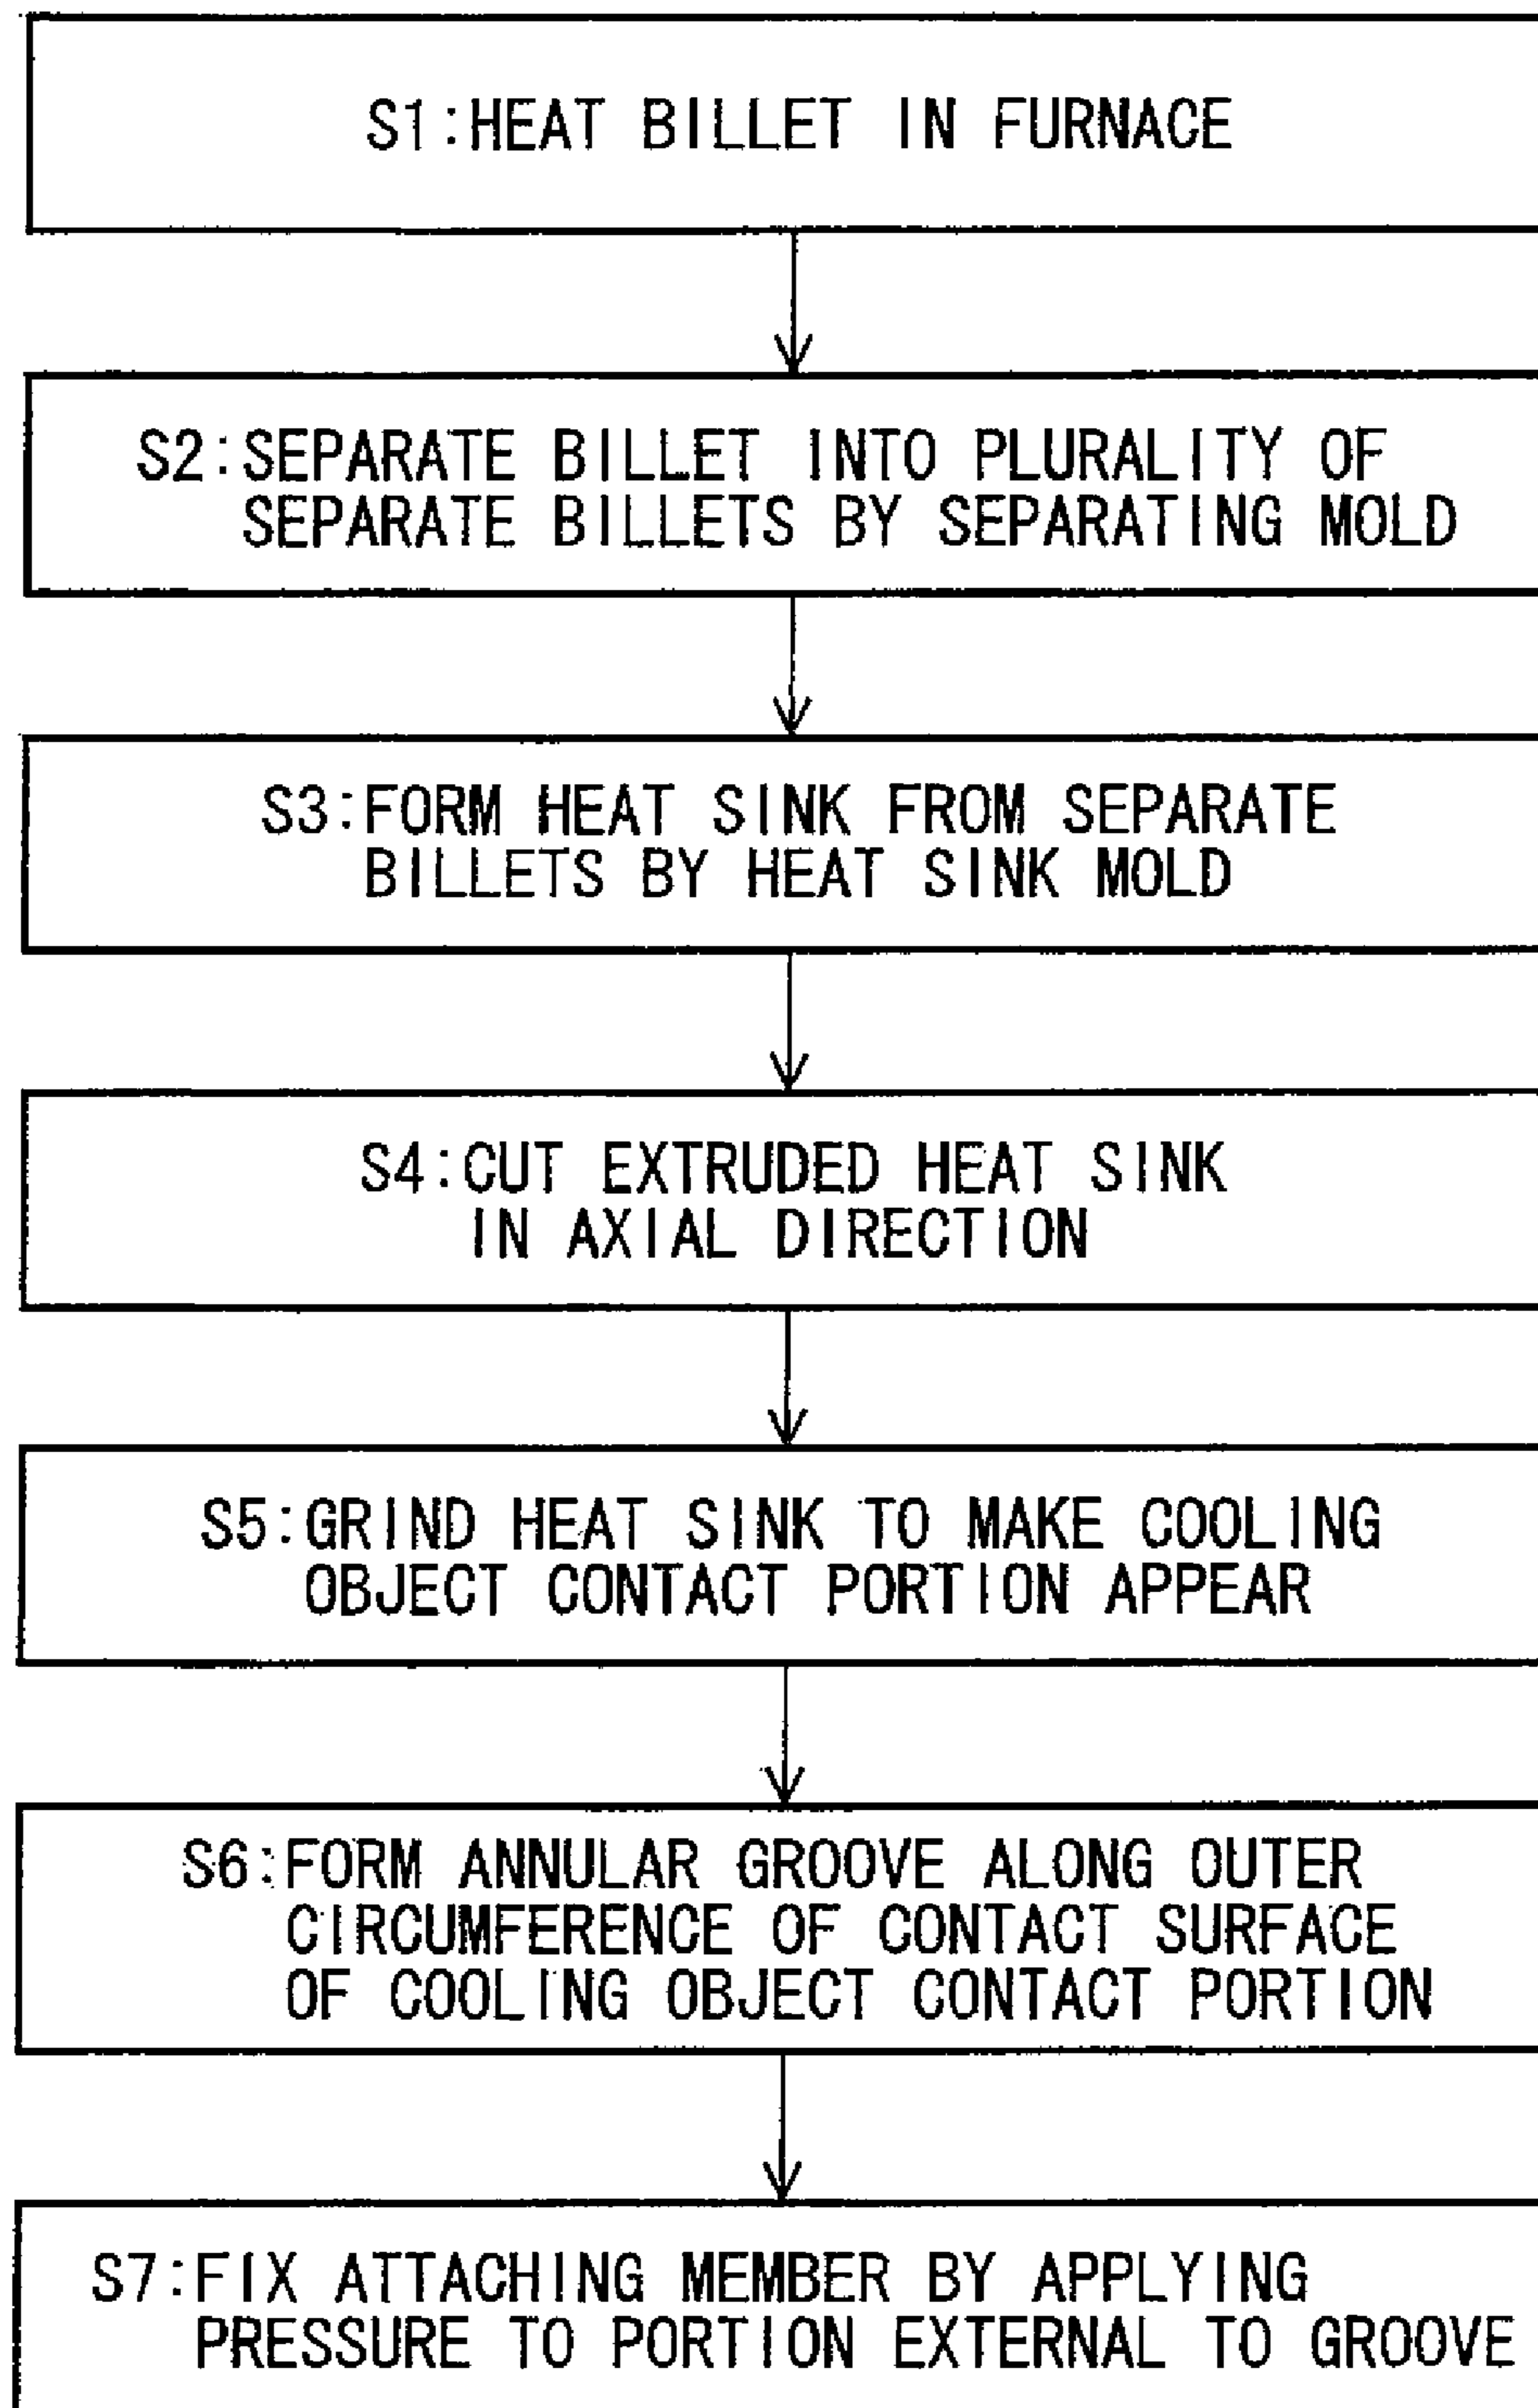 S1:HEAT BILLET IN FURNACE
S2:SEPARATE BILLET INTO PLURALITY OF
SEPARATE BILLETS BY SEPARATING MOLD
S3:FORM HEAT SINK FROM SEPARATE
BILLETS BY HEAT SINK MOLD
S4:CUT EXTRUDED HEAT SINK
IN AXIAL DIRECTION
S5:GRIND HEAT SINK TO MAKE COOLING
OBJECT CONTACT PORTION APPEAR
S6:FORM ANNULAR GROOVE ALONG OUTER
CIRCUMFERENCE OF CONTACT SURFACE
OF COOLING OBJECT CONTACT PORTION
S7:FIX ATTACHING MEMBER BY APPLYING
PRESSURE TO PORTION EXTERNAL TO GROOVE